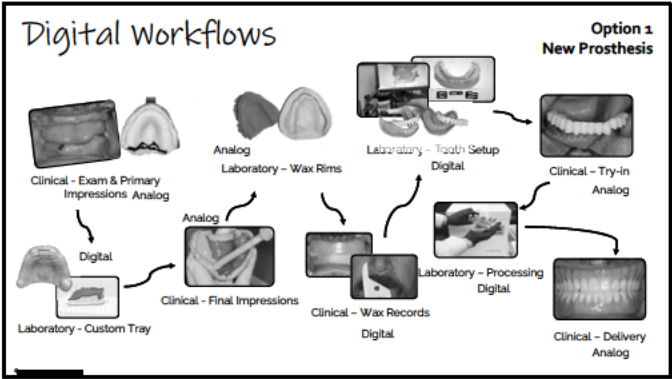 Digital Workflows
Option 1
New Prosthesis
Clinical - Exam & Primary
Impressions Analog
Digital
Laboratory - Custom Tray
Analog
Clinical - Final Impressions
Analog
Laboratory – Wax Rims
Clinical – Wax Records
Digital
Laboratory – Tooth Setup
Digital
Clinical – Try-in
Analog
Laboratory – Processing
Digital
Clinical – Delivery
Analog